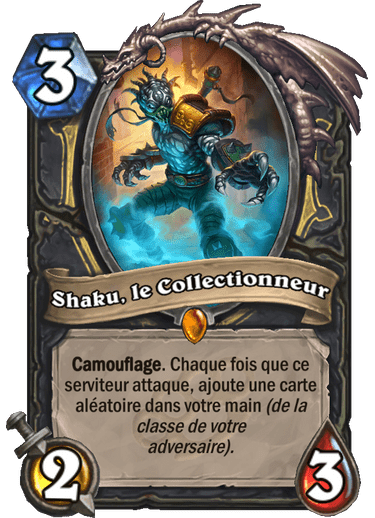 3
Shaku, le Collectionneur
Camouflage. Chaque fois que ce
serviteur attaque, ajoute une carte
aléatoire dans votre main (de la
classe de votre
adversaire).
2
3